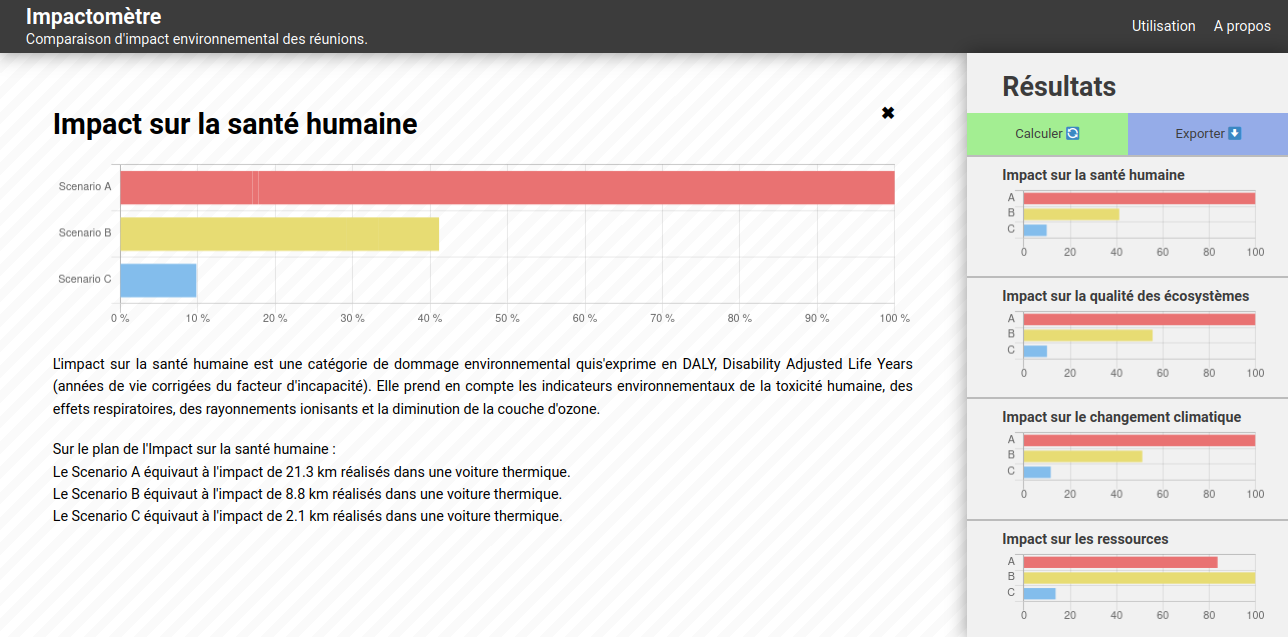 Impactomètre
Comparaison d'impact environnemental des réunions.
Utilisation
A propos
Impact sur la santé humaine
✖
Scenario A
Scenario B
Scenario C
0 % 10 % 20 % 30 % 40 % 50 % 60 % 70 % 80 % 90 % 100 %
L'impact sur la santé humaine est une catégorie de dommage environnemental quis'exprime en DALY, Disability Adjusted Life Years
(années de vie corrigées du facteur d'incapacité). Elle prend en compte les indicateurs environnementaux de la toxicité humaine, des
effets respiratoires, des rayonnements ionisants et la diminution de la couche d'ozone.
Sur le plan de l'Impact sur la santé humaine :
Le Scenario A équivaut à l'impact de 21.3 km réalisés dans une voiture thermique.
Le Scenario B équivaut à l'impact de 8.8 km réalisés dans une voiture thermique.
Le Scenario C équivaut à l'impact de 2.1 km réalisés dans une voiture thermique.
Résultats
Calculer
Exporter
Impact sur la santé humaine
A
B
C
0 20 40 60 80 100
Impact sur la qualité des écosystèmes
A
B
C
0 20 40 60 80 100
Impact sur le changement climatique
A
B
C
0 20 40 60 80 100
Impact sur les ressources
A
B
C
0 20 40 60 80 100